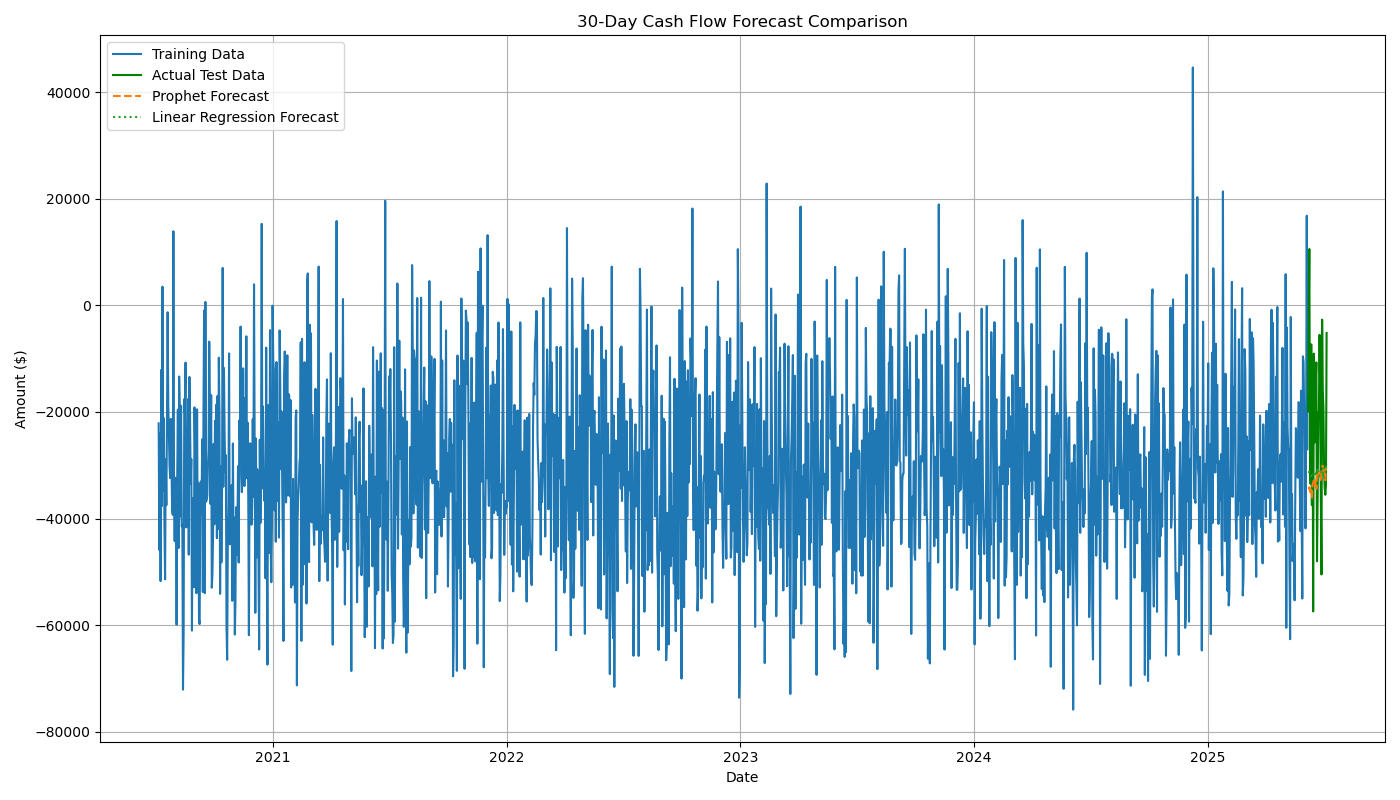 30-Day Cash Flow Forecast Comparison
Training Data
Actual Test Data
Prophet Forecast
Linear Regression Forecast
Amount ($)
40000
20000
0
−20000
−40000
−60000
−80000
2021 2022 2023 2024 2025
Date